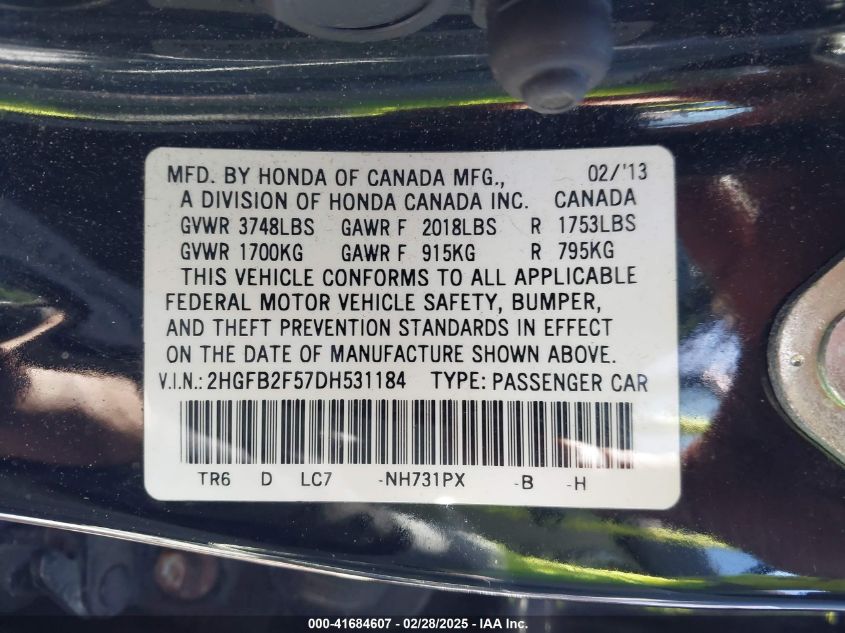 MFD. BY HONDA OF CANADA MFG., 02/'13
A DIVISION OF HONDA CANADA INC. CANADA
GVWR 3748LBS GAWR F 2018LBS R 1753LBS
GVWR 1700KG GAWR F 915KG R 795KG
THIS VEHICLE CONFORMS TO ALL APPLICABLE
FEDERAL MOTOR VEHICLE SAFETY, BUMPER,
AND THEFT PREVENTION STANDARDS IN EFFECT
ON THE DATE OF MANUFACTURE SHOWN ABOVE.
V.I.N.: 2HGFB2F57DH531184 TYPE: PASSENGER CAR
TR6 D LC7 -NH731PX -B -H
000-41684607 - 02/28/2025 - IAA Inc.